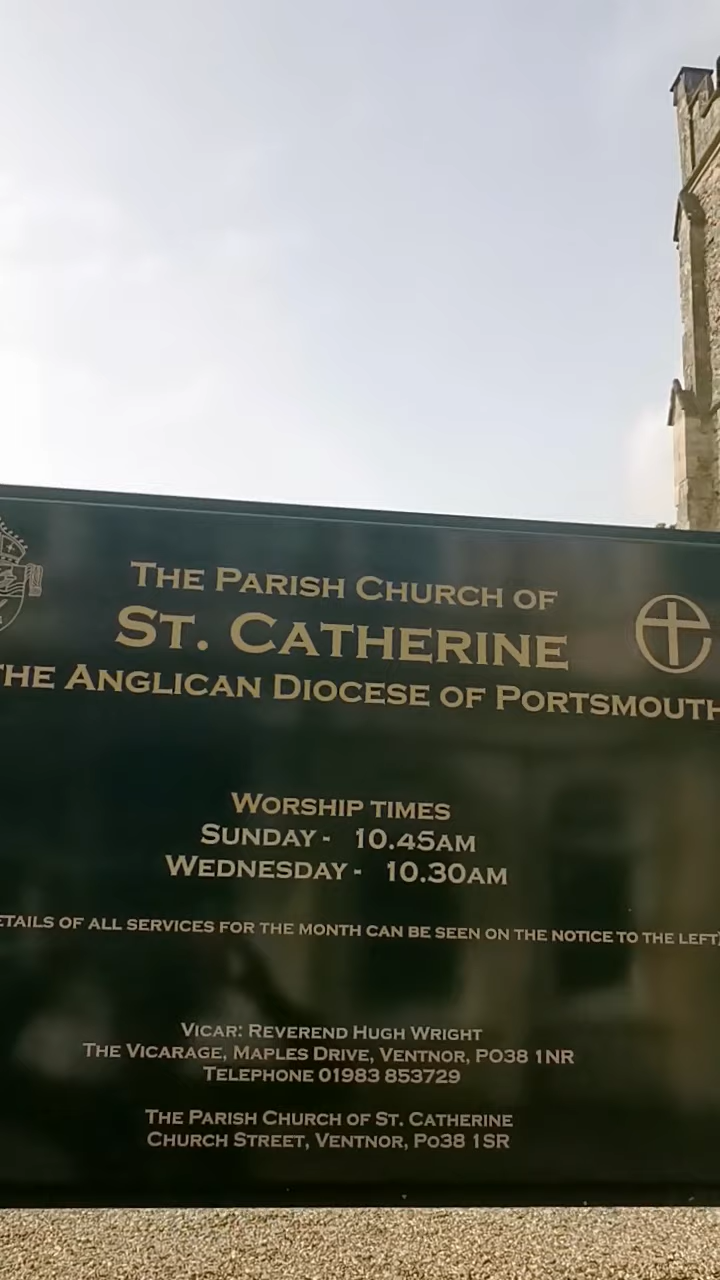 The Parish Church of
St. Catherine
The Anglican Diocese of Portsmouth
Worship times
Sunday - 10.45am
Wednesday - 10.30am
etails of all services for the month can be seen on the notice to the left)
Vicar: Reverend Hugh Wright
The Vicarage, Maples Drive, Ventnor, PO38 1NR
Telephone 01983 853729
The Parish Church of St. Catherine
Church Street, Ventnor, Po38 1SR